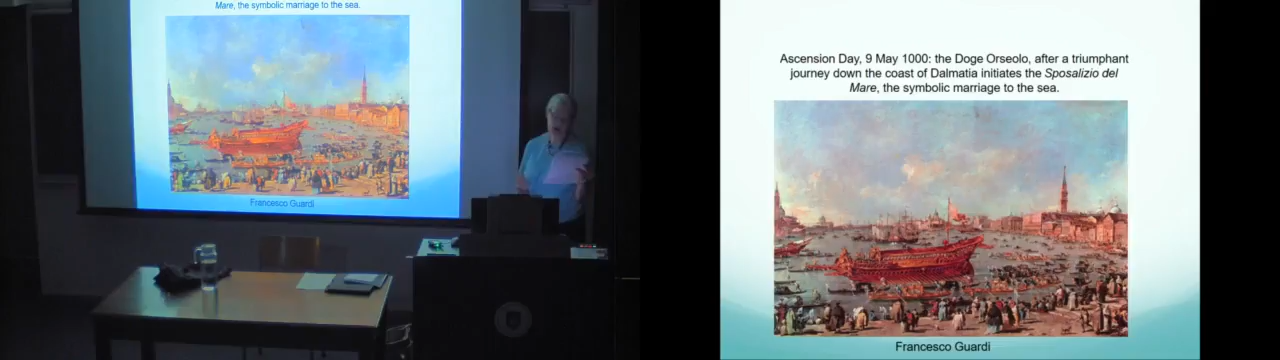 Mare, the symbolic marriage to the sea.
Francesco Guardi
Ascension Day, 9 May 1000: the Doge Orseolo, after a triumphant
journey down the coast of Dalmatia initiates the Sposalizio del
Mare, the symbolic marriage to the sea.
Francesco Guardi